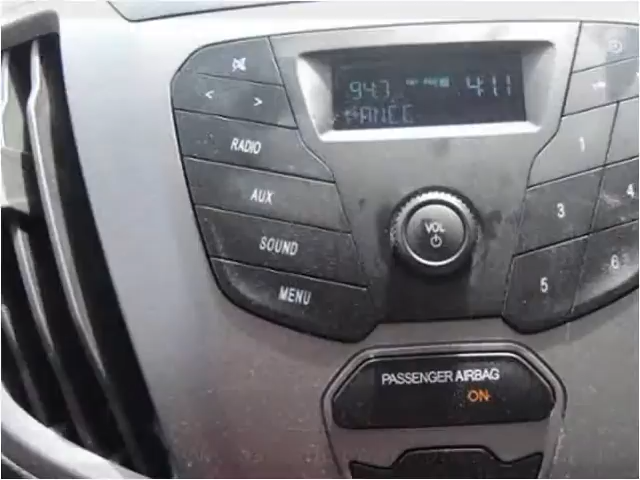 94.7 4:11
< >
RADIO
1
AUX
VOL
3
4
SOUND
MENU
5
6
PASSENGER AIRBAG
ON